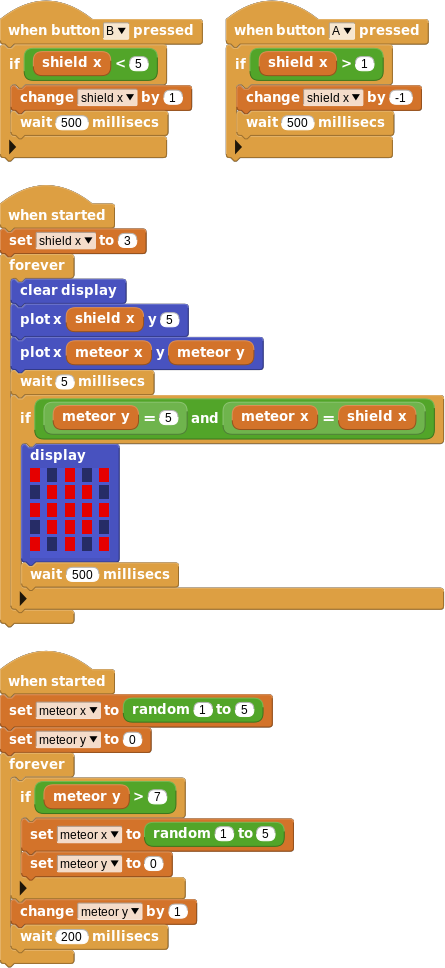 when button B pressed
if shield x < 5
change shield x by 1
wait 500 millisecs
when button A pressed
if shield x > 1
change shield x by -1
wait 500 millisecs
when started
set shield x to 3
forever
clear display
plot x shield x y 5
plot x meteor x y meteor y
wait 5 millisecs
if meteor y = 5 and meteor x = shield x
display
wait 500 millisecs
when started
set meteor x to random 1 to 5
set meteor y to 0
forever
if meteor y > 7
set meteor x to random 1 to 5
set meteor y to 0
change meteor y by 1
wait 200 millisecs